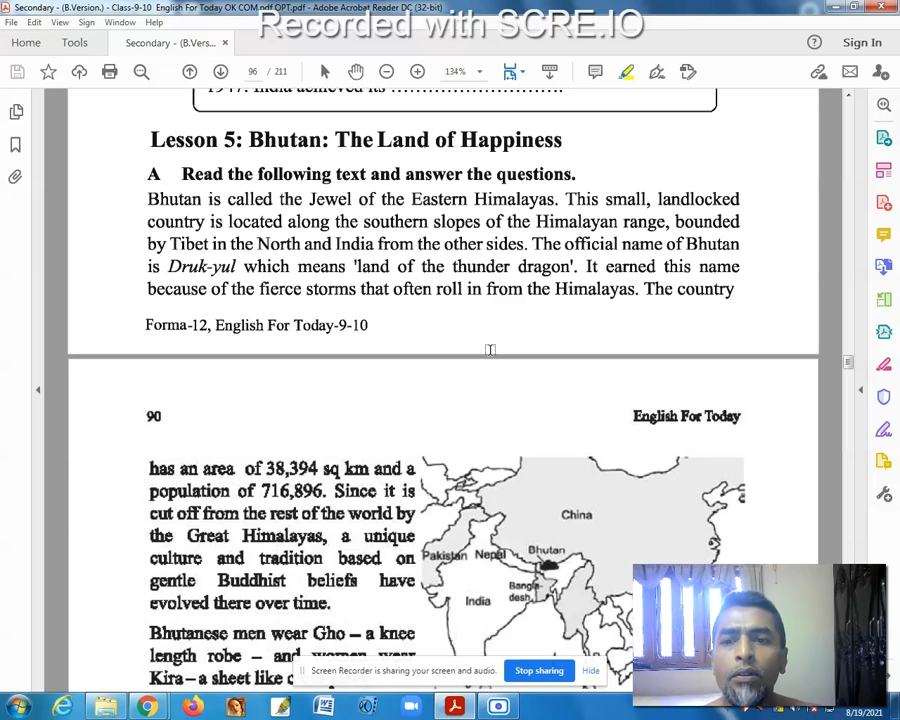 Secondary - (B.Version.) - Class-9-10 English For Today OK COM.pdf OPT.pdf - Adobe Acrobat Reader DC (32-bit)
Recorded with SCRE.IO
File Edit View Sign Window Help
Home Tools Secondary - (B.Vers... × Sign In
96 / 211 134%
1947: India achieved its ...............................
Lesson 5: Bhutan: The Land of Happiness
A Read the following text and answer the questions.
Bhutan is called the Jewel of the Eastern Himalayas. This small, landlocked
country is located along the southern slopes of the Himalayan range, bounded
by Tibet in the North and India from the other sides. The official name of Bhutan
is Druk-yul which means 'land of the thunder dragon'. It earned this name
because of the fierce storms that often roll in from the Himalayas. The country
Forma-12, English For Today-9-10
90 English For Today
has an area of 38,394 sq km and a
population of 716,896. Since it is
cut off from the rest of the world by
the Great Himalayas, a unique
culture and tradition based on
gentle Buddhist beliefs have
evolved there over time.
Bhutanese men wear Gho – a knee
length robe – and women wear
Kira – a sheet like
China
Pakistan Nepal Bhutan
Bangla-
desh
India
Screen Recorder is sharing your screen and audio. Stop sharing Hide
8/19/2021